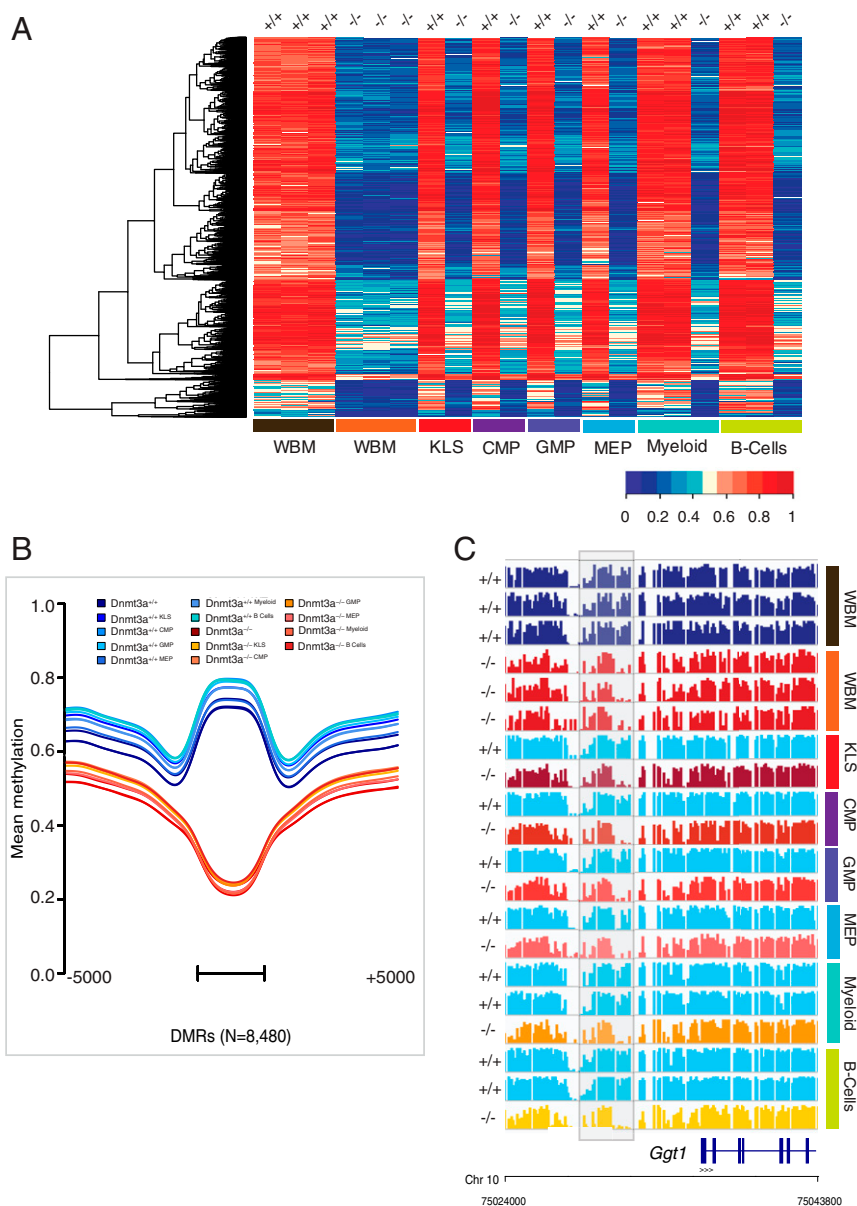 A
+/+ +/+ +/+ -/- -/- -/- +/+ -/- +/+ -/- +/+ -/- +/+ -/- +/+ +/+ -/- +/+ +/+ -/-
WBM WBM KLS CMP GMP MEP Myeloid B-Cells
0 0.2 0.4 0.6 0.8 1
B
Dnmt3a+/+
Dnmt3a+/+ KLS
Dnmt3a+/+ CMP
Dnmt3a+/+ GMP
Dnmt3a+/+ MEP
Dnmt3a+/+ Myeloid
Dnmt3a+/+ B Cells
Dnmt3a-/-
Dnmt3a-/- KLS
Dnmt3a-/- CMP
Dnmt3a-/- GMP
Dnmt3a-/- MEP
Dnmt3a-/- Myeloid
Dnmt3a-/- B Cells
Mean methylation
1.0
0.8
0.6
0.4
0.2
0.0
-5000 +5000
DMRs (N=8,480)
C
+/+
+/+
+/+
WBM
-/-
-/-
-/-
WBM
+/+
-/-
KLS
+/+
-/-
CMP
+/+
-/-
GMP
+/+
-/-
MEP
+/+
+/+
-/-
Myeloid
+/+
+/+
-/-
B-Cells
Ggt1
>>>
Chr 10
75024000 75043800